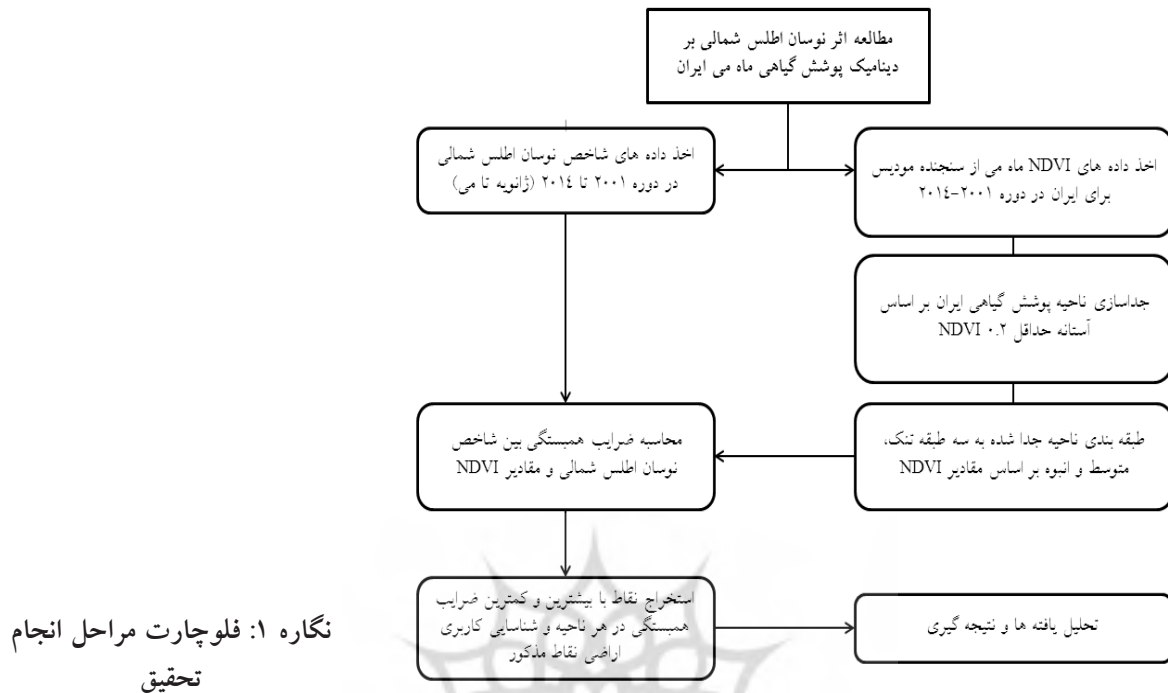 مطالعه اثر نوسان اطلس شمالی بر
دینامیک پوشش گیاهی ماه می ایران
اخذ داده های NDVI ماه می از سنجنده مودیس
برای ایران در دوره ۲۰۰۱-۲۰۱٤
اخذ داده های شاخص نوسان اطلس شمالی
در دوره ۲۰۰۱ تا ۲۰۱٤ (ژانویه تا می)
جداسازی ناحیه پوشش گیاهی ایران بر اساس
آستانه حداقل ۰.۲ NDVI
طبقه بندی ناحیه جدا شده به سه طبقه تنک،
متوسط و انبوه بر اساس مقادیر NDVI
محاسبه ضرایب همبستگی بین شاخص
نوسان اطلس شمالی و مقادیر NDVI
استخراج نقاط با بیشترین و کمترین ضرایب
همبستگی در هر ناحیه و شناسایی کاربری
اراضی نقاط مذکور
تحلیل یافته ها و نتیجه گیری
نگاره ۱: فلوچارت مراحل انجام
تحقیق